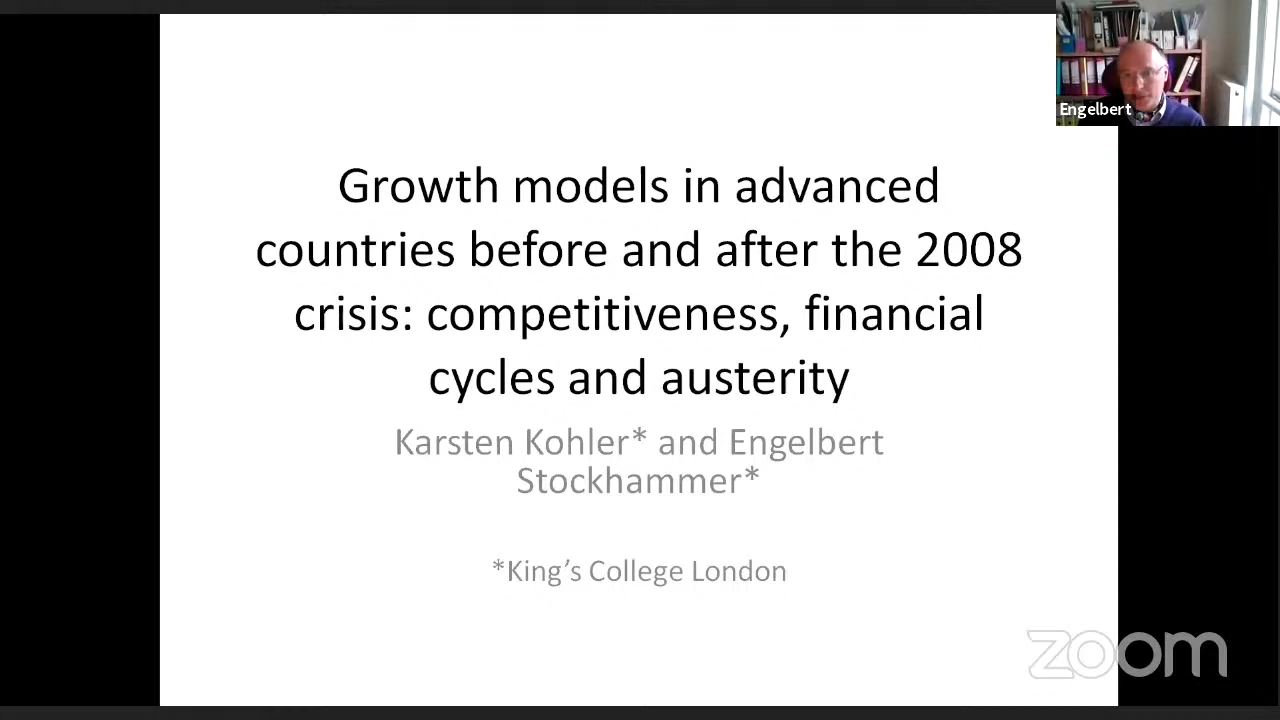 Engelbert
Growth models in advanced
countries before and after the 2008
crisis: competitiveness, financial
cycles and austerity
Karsten Kohler* and Engelbert
Stockhammer*
*King's College London
zoom